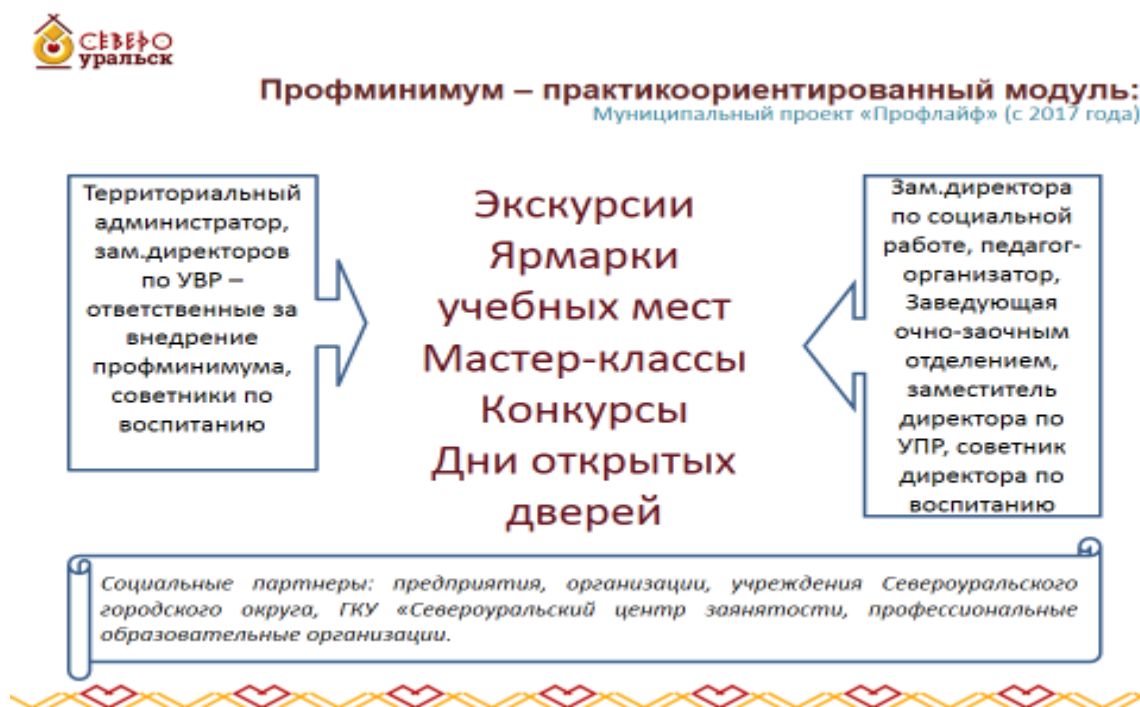 СЕВЕРО
уральск
Профминимум – практикоориентированный модуль:
Муниципальный проект «Профлайф» (с 2017 года)
Территориальный
администратор,
зам.директоров
по УВР –
ответственные за
внедрение
профминимума,
советники по
воспитанию
Экскурсии
Ярмарки
учебных мест
Мастер-классы
Конкурсы
Дни открытых
дверей
Зам.директора
по социальной
работе, педагог-
организатор,
Заведующая
очно-заочным
отделением,
заместитель
директора по
УПР, советник
директора по
воспитанию
Социальные партнеры: предприятия, организации, учреждения Североуральского
городского округа, ГКУ «Североуральский центр заянятости, профессиональные
образовательные организации.